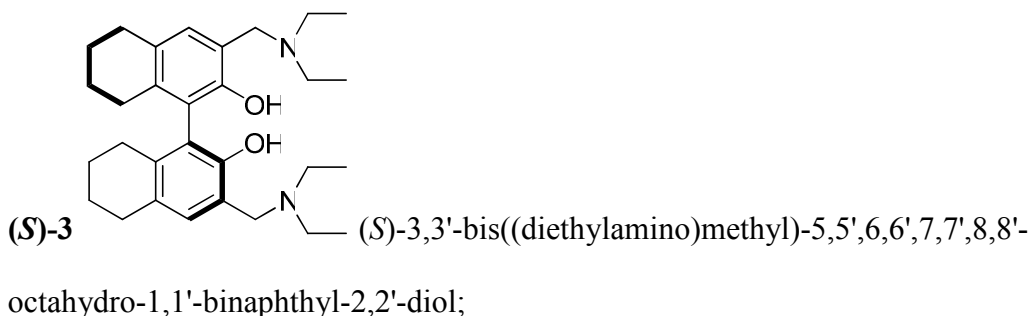 N
OH
OH
N
(S)-3 (S)-3,3'-bis((diethylamino)methyl)-5,5',6,6',7,7',8,8'-
octahydro-1,1'-binaphthyl-2,2'-diol;